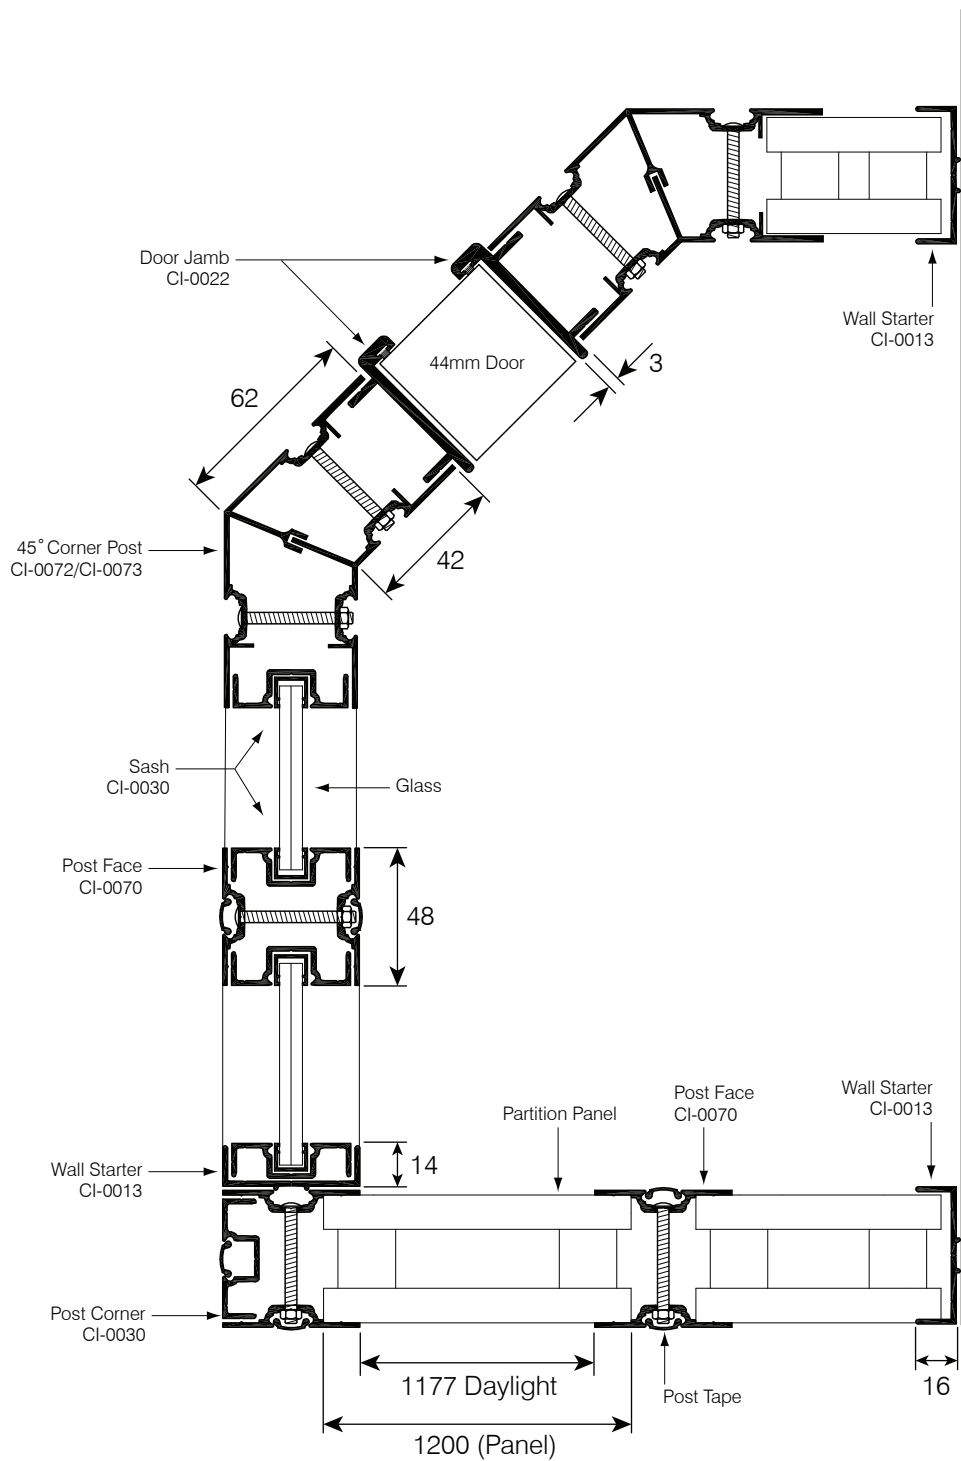 Door Jamb
CI-0022
Wall Starter
CI-0013
44mm Door
3
62
42
45° Corner Post
CI-0072/CI-0073
Sash
CI-0030
Glass
Post Face
CI-0070
48
Wall Starter
CI-0013
14
Partition Panel
Post Face
CI-0070
Wall Starter
CI-0013
Post Corner
CI-0030
1177 Daylight
1200 (Panel)
Post Tape
16